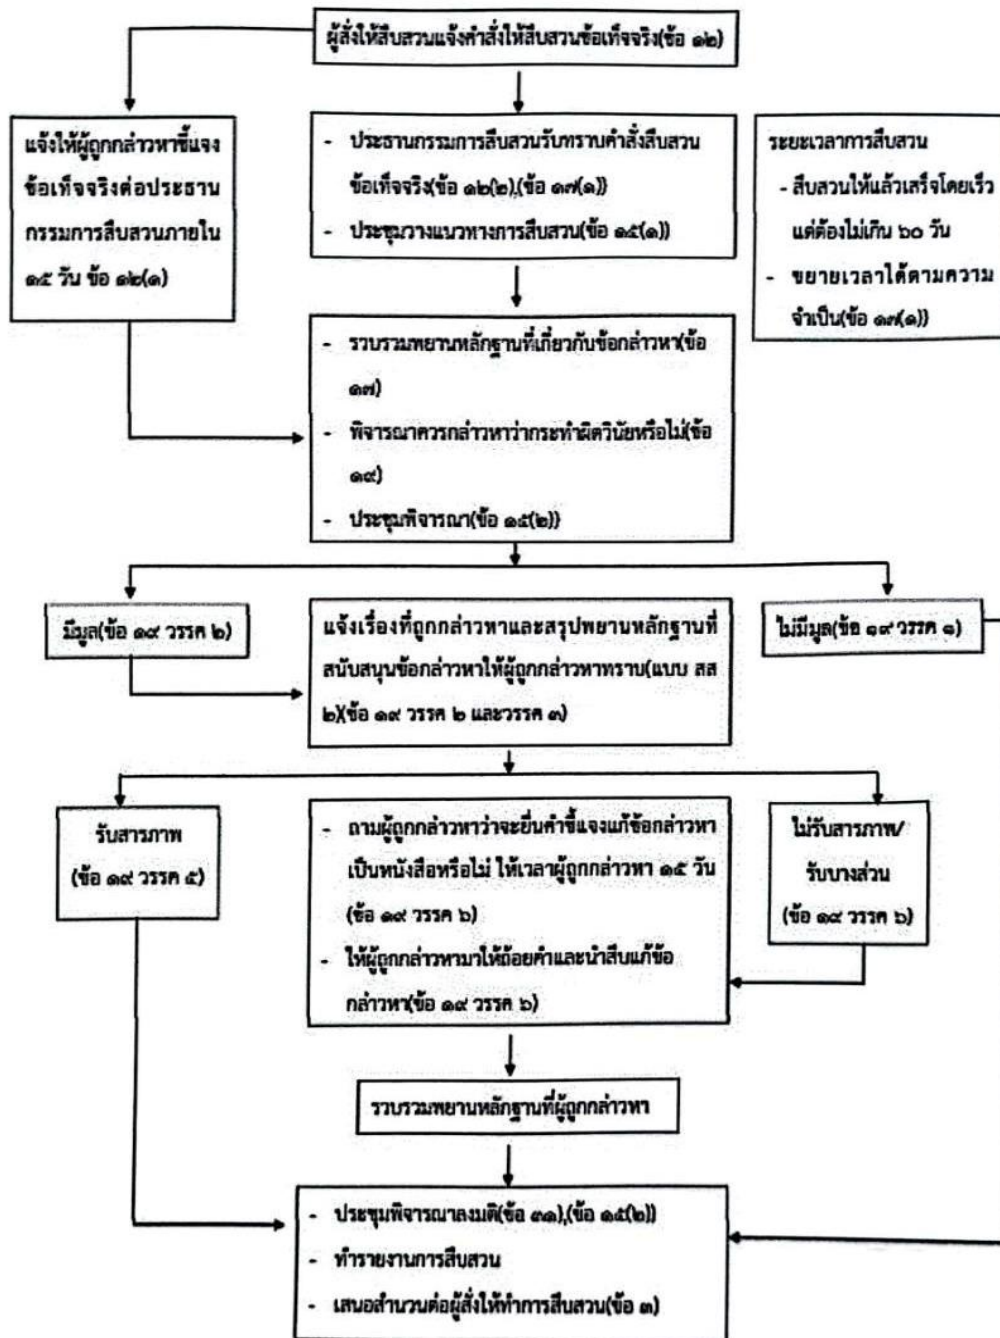 ผู้สั่งให้สืบสวนแจ้งคำสั่งให้สืบสวนข้อเท็จจริง(ข้อ ๑๒)
แจ้งให้ผู้ถูกกล่าวหาชี้แจง
ข้อเท็จจริงต่อประธาน
กรรมการสืบสวนภายใน
๑๕ วัน ข้อ ๑๒(๑)
- ประธานกรรมการสืบสวนรับทราบคำสั่งสืบสวน
ข้อเท็จจริง(ข้อ ๑๒(๒),(ข้อ ๑๗(๑))
- ประชุมวางแนวทางการสืบสวน(ข้อ ๑๕(๑))
ระยะเวลาการสืบสวน
- สืบสวนให้แล้วเสร็จโดยเร็ว
แต่ต้องไม่เกิน ๖๐ วัน
- ขยายเวลาได้ตามความ
จำเป็น(ข้อ ๑๗(๑))
- รวบรวมพยานหลักฐานที่เกี่ยวกับข้อกล่าวหา(ข้อ
๑๗)
- พิจารณาควรกล่าวหาว่ากระทำผิดวินัยหรือไม่(ข้อ
๑๙)
- ประชุมพิจารณา(ข้อ ๑๕(๒))
มีมูล(ข้อ ๑๙ วรรค ๒)
แจ้งเรื่องที่ถูกกล่าวหาและสรุปพยานหลักฐานที่
สนับสนุนข้อกล่าวหาให้ผู้ถูกกล่าวหาทราบ(แบบ สส
๒)(ข้อ ๑๙ วรรค ๒ และวรรค ๓)
ไม่มีมูล(ข้อ ๑๙ วรรค ๑)
รับสารภาพ
(ข้อ ๑๙ วรรค ๕)
- ถามผู้ถูกกล่าวหาว่าจะยื่นคำชี้แจงแก้ข้อกล่าวหา
เป็นหนังสือหรือไม่ ให้เวลาผู้ถูกกล่าวหา ๑๕ วัน
(ข้อ ๑๙ วรรค ๖)
- ให้ผู้ถูกกล่าวหามาให้ถ้อยคำและนำสืบแก้ข้อ
กล่าวหา(ข้อ ๑๙ วรรค ๖)
ไม่รับสารภาพ/
รับบางส่วน
(ข้อ ๑๙ วรรค ๖)
รวบรวมพยานหลักฐานที่ผู้ถูกกล่าวหา
- ประชุมพิจารณาลงมติ(ข้อ ๓๑),(ข้อ ๑๕(๒))
- ทำรายงานการสืบสวน
- เสนอสำนวนต่อผู้สั่งให้ทำการสืบสวน(ข้อ ๓)